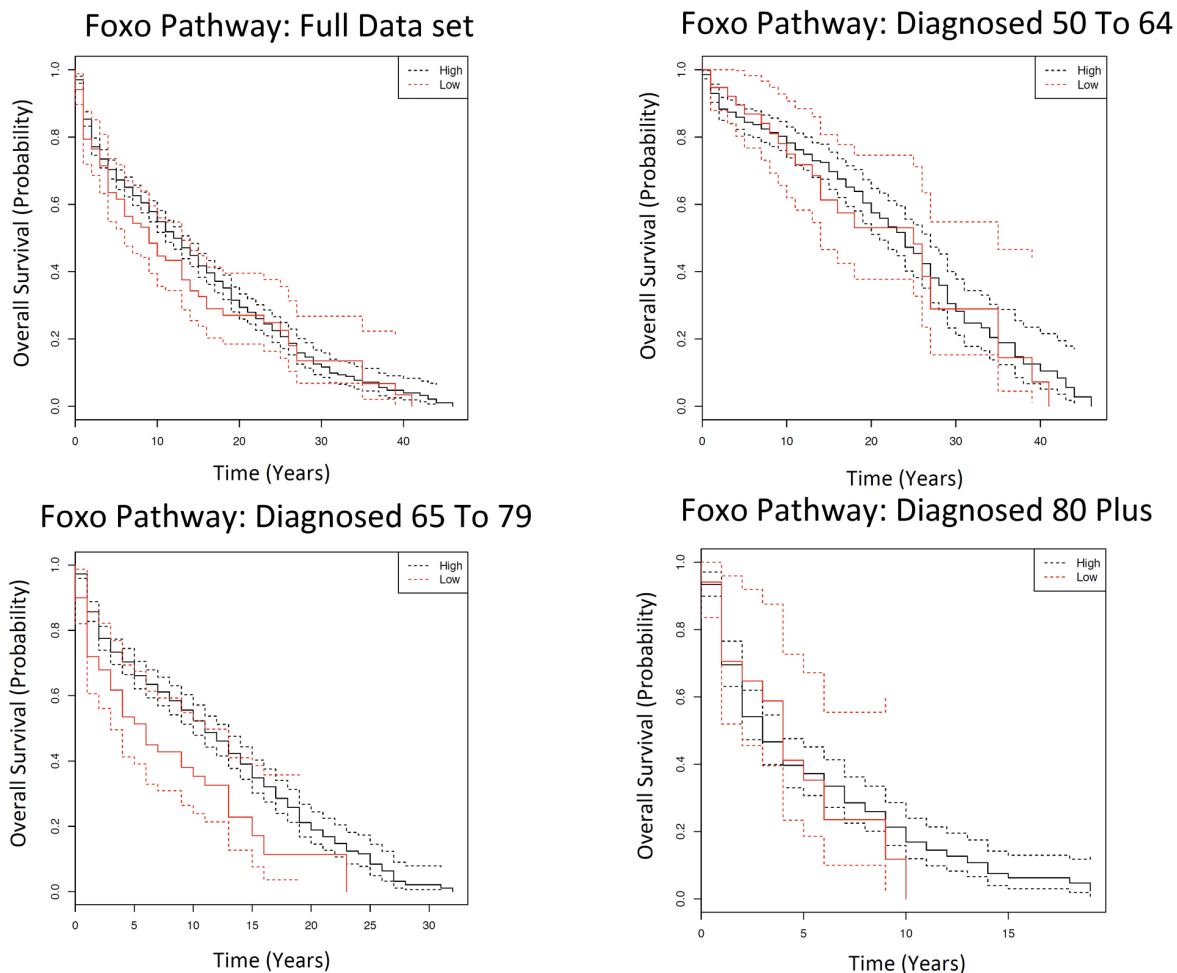 Foxo Pathway: Full Data set
Overall Survival (Probability)
1.0
0.8
0.6
0.4
0.2
0.0
High
Low
0 10 20 30 40
Time (Years)
Foxo Pathway: Diagnosed 50 To 64
Overall Survival (Probability)
1.0
0.8
0.6
0.4
0.2
0.0
High
Low
0 10 20 30 40
Time (Years)
Foxo Pathway: Diagnosed 65 To 79
Overall Survival (Probability)
1.0
0.8
0.6
0.4
0.2
0.0
High
Low
0 5 10 15 20 25 30
Time (Years)
Foxo Pathway: Diagnosed 80 Plus
Overall Survival (Probability)
1.0
0.8
0.6
0.4
0.2
0.0
High
Low
0 5 10 15
Time (Years)